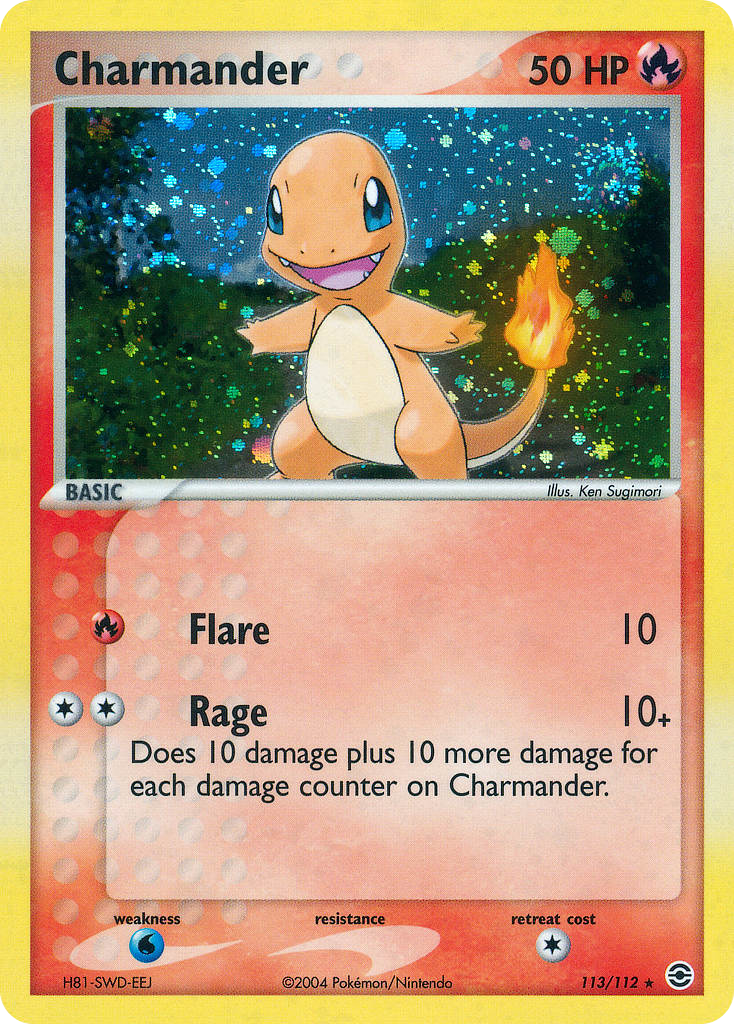 Charmander 50 HP
BASIC
Illus. Ken Sugimori
Flare 10
Rage 10+
Does 10 damage plus 10 more damage for
each damage counter on Charmander.
weakness resistance retreat cost
H81-SWD-EEJ ©2004 Pokémon/Nintendo 113/112 ★